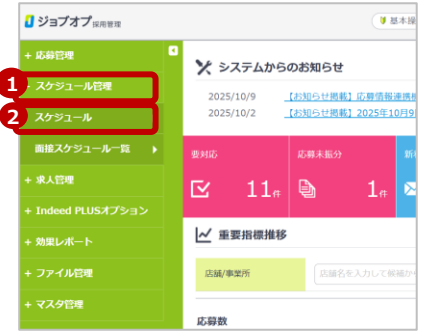 ジョブオプ 採用管理
基本操
+ 応募管理
1
- スケジュール管理
2
スケジュール
面接スケジュール一覧
+ 求人管理
+ Indeed PLUSオプション
+ 効果レポート
+ ファイル管理
+ マスタ管理
システムからのお知らせ
2025/10/9 【お知らせ掲載】応募情報連携
2025/10/2 【お知らせ掲載】2025年10月9
要対応
11件
応募未振分
1件
新
重要指標推移
店舗/事業所
店舗名を入力して候補か
応募数